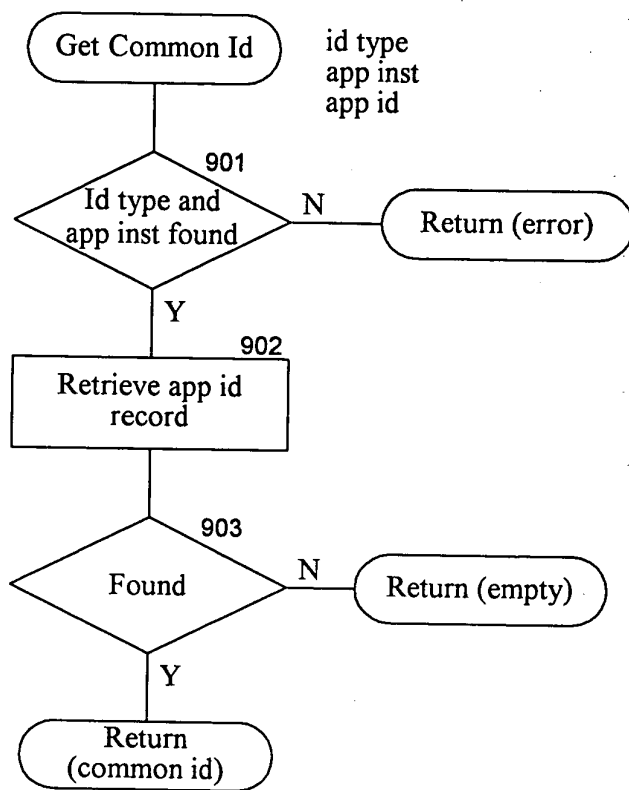 Get Common Id
id type
app inst
app id
901
Id type and
app inst found
N
Return (error)
Y
902
Retrieve app id
record
903
Found
N
Return (empty)
Y
Return
(common id)